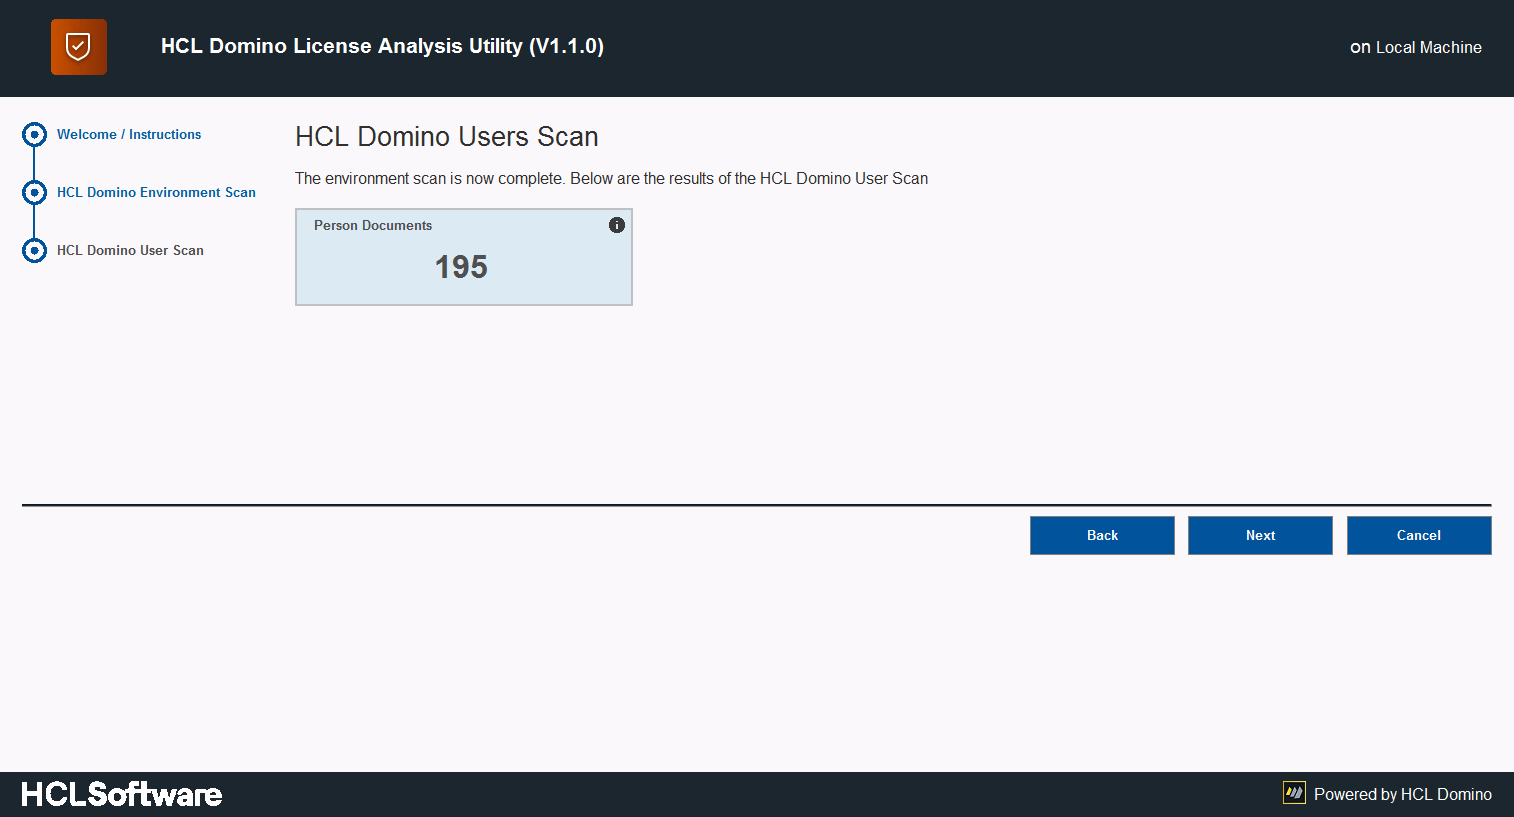 HCL Domino License Analysis Utility (V1.1.0)
on Local Machine
Welcome / Instructions
HCL Domino Environment Scan
HCL Domino User Scan
HCL Domino Users Scan
The environment scan is now complete. Below are the results of the HCL Domino User Scan
Person Documents
195
Back
Next
Cancel
HCLSoftware
Powered by HCL Domino